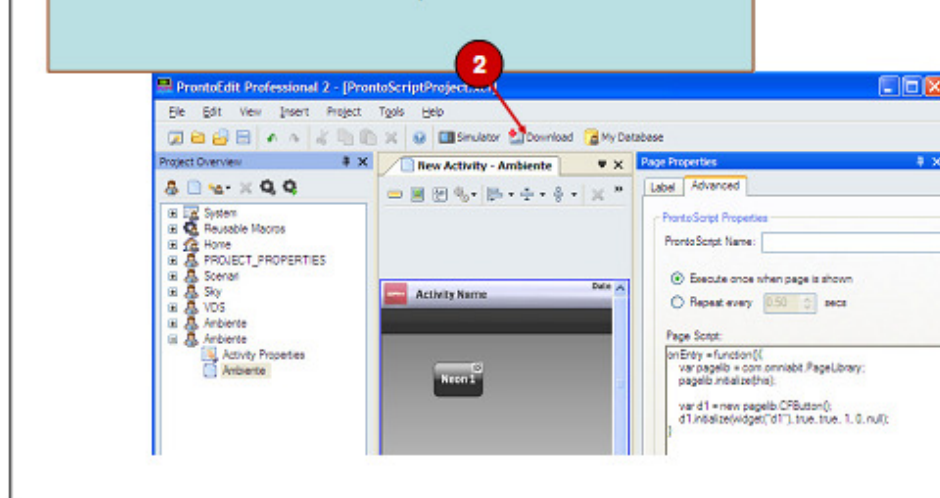 2
ProntoEdit Professional 2 - [ProntoScriptProject.xcf]
File Edit View Insert Project Tools Help
Simulator Download My Database
Project Overview
System
Reusable Macros
Home
PROJECT_PROPERTIES
Scenari
Sky
VDS
Ambiente
Ambiente
Activity Properties
Ambiente
New Activity - Ambiente
Activity Name
Date
Neon 1
Page Properties
Label Advanced
ProntoScript Properties
ProntoScript Name:
Execute once when page is shown
Repeat every 0.50 secs
Page Script:
onEntry = function(){
var pagelib = com.omniabit.PageLibrary;
pagelib.initialize(this);
var d1 = new pagelib.CFButton();
d1.initialize(widget("d1"), true, true, 1, 0, null);
}